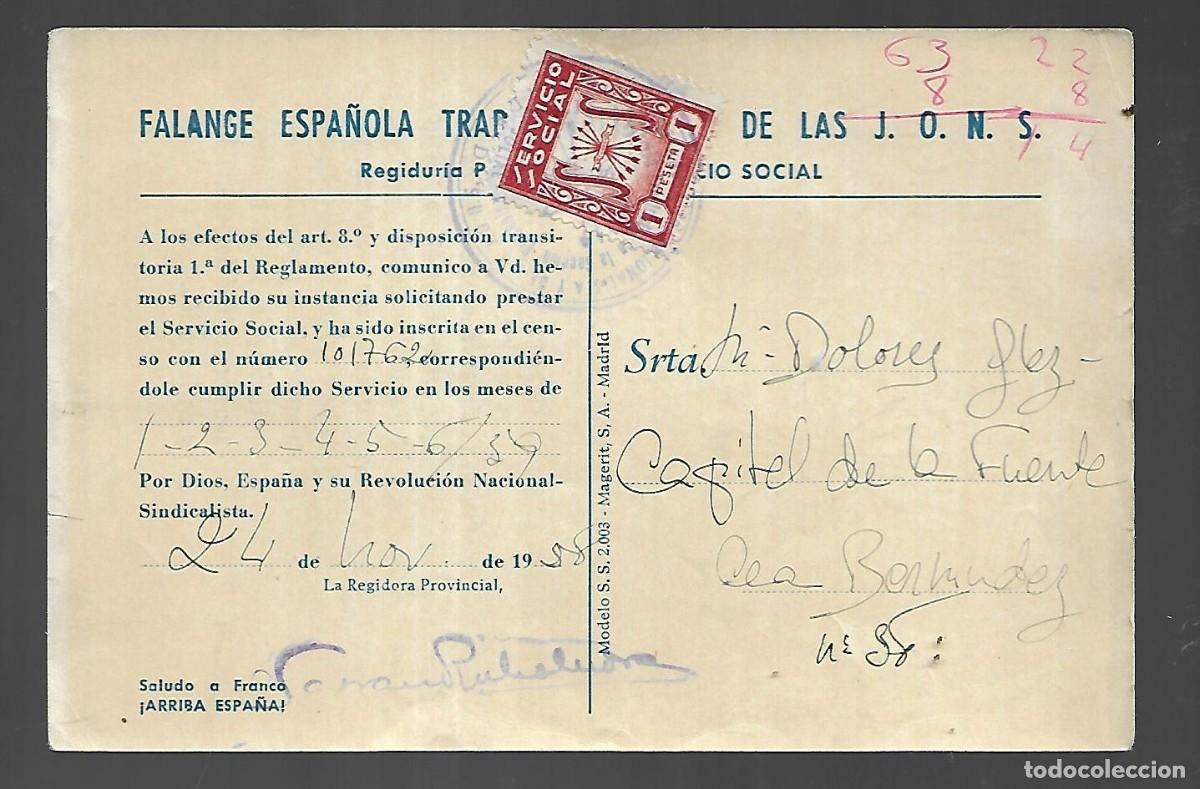 63 22
8 8
1 4
FALANGE ESPAÑOLA TRAD DE LAS J. O. N. S.
Regiduría P CIO SOCIAL
SERVICIO SOCIAL
1 PESETA 1
A los efectos del art. 8.º y disposición transi-
toria 1.ª del Reglamento, comunico a Vd. he-
mos recibido su instancia solicitando prestar
el Servicio Social, y ha sido inscrita en el cen-
so con el número 101762, correspondién-
dole cumplir dicho Servicio en los meses de
1-2-3-4-5-6/59
Por Dios, España y su Revolución Nacional-
Sindicalista.
24 de Nov. de 1958
La Regidora Provincial,
Saludo a Franco
¡ARRIBA ESPAÑA!
Modelo S. S. 2.003 - Magerit, S. A. - Madrid
Srta. Mª Dolores Glez-
Capitel de la Fuente
Cea Bermudez
nº 38
todocoleccion